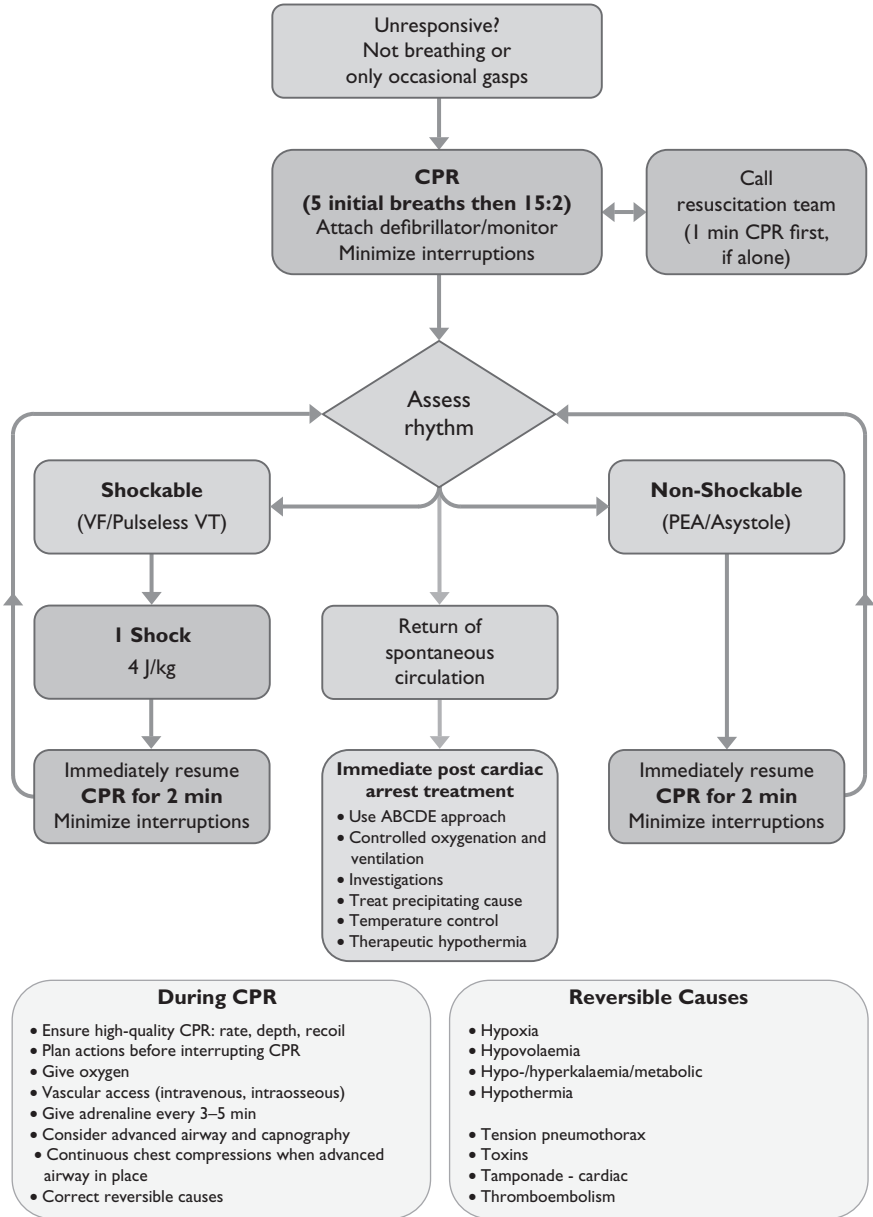 Unresponsive?
Not breathing or
only occasional gasps
CPR
(5 initial breaths then 15:2)
Attach defibrillator/monitor
Minimize interruptions
Call
resuscitation team
(1 min CPR first,
if alone)
Assess
rhythm
Shockable
(VF/Pulseless VT)
Non-Shockable
(PEA/Asystole)
1 Shock
4 J/kg
Return of
spontaneous
circulation
Immediately resume
CPR for 2 min
Minimize interruptions
Immediate post cardiac
arrest treatment
• Use ABCDE approach
• Controlled oxygenation and
ventilation
• Investigations
• Treat precipitating cause
• Temperature control
• Therapeutic hypothermia
Immediately resume
CPR for 2 min
Minimize interruptions
During CPR
• Ensure high-quality CPR: rate, depth, recoil
• Plan actions before interrupting CPR
• Give oxygen
• Vascular access (intravenous, intraosseous)
• Give adrenaline every 3–5 min
• Consider advanced airway and capnography
• Continuous chest compressions when advanced
airway in place
• Correct reversible causes
Reversible Causes
• Hypoxia
• Hypovolaemia
• Hypo-/hyperkalaemia/metabolic
• Hypothermia
• Tension pneumothorax
• Toxins
• Tamponade - cardiac
• Thromboembolism